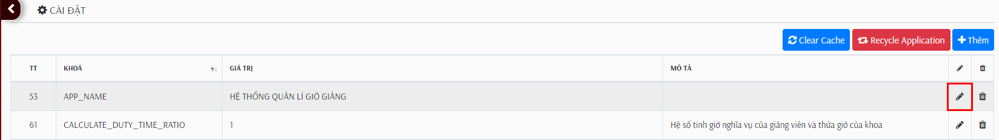 CÀI ĐẶT
Clear Cache Recycle Application Thêm
TT KHOÁ GIÁ TRỊ MÔ TẢ
53 APP_NAME HỆ THỐNG QUẢN LÍ GIỜ GIẢNG
61 CALCULATE_DUTY_TIME_RATIO 1 Hệ số tính giờ nghĩa vụ của giảng viên và thừa giờ của khoa